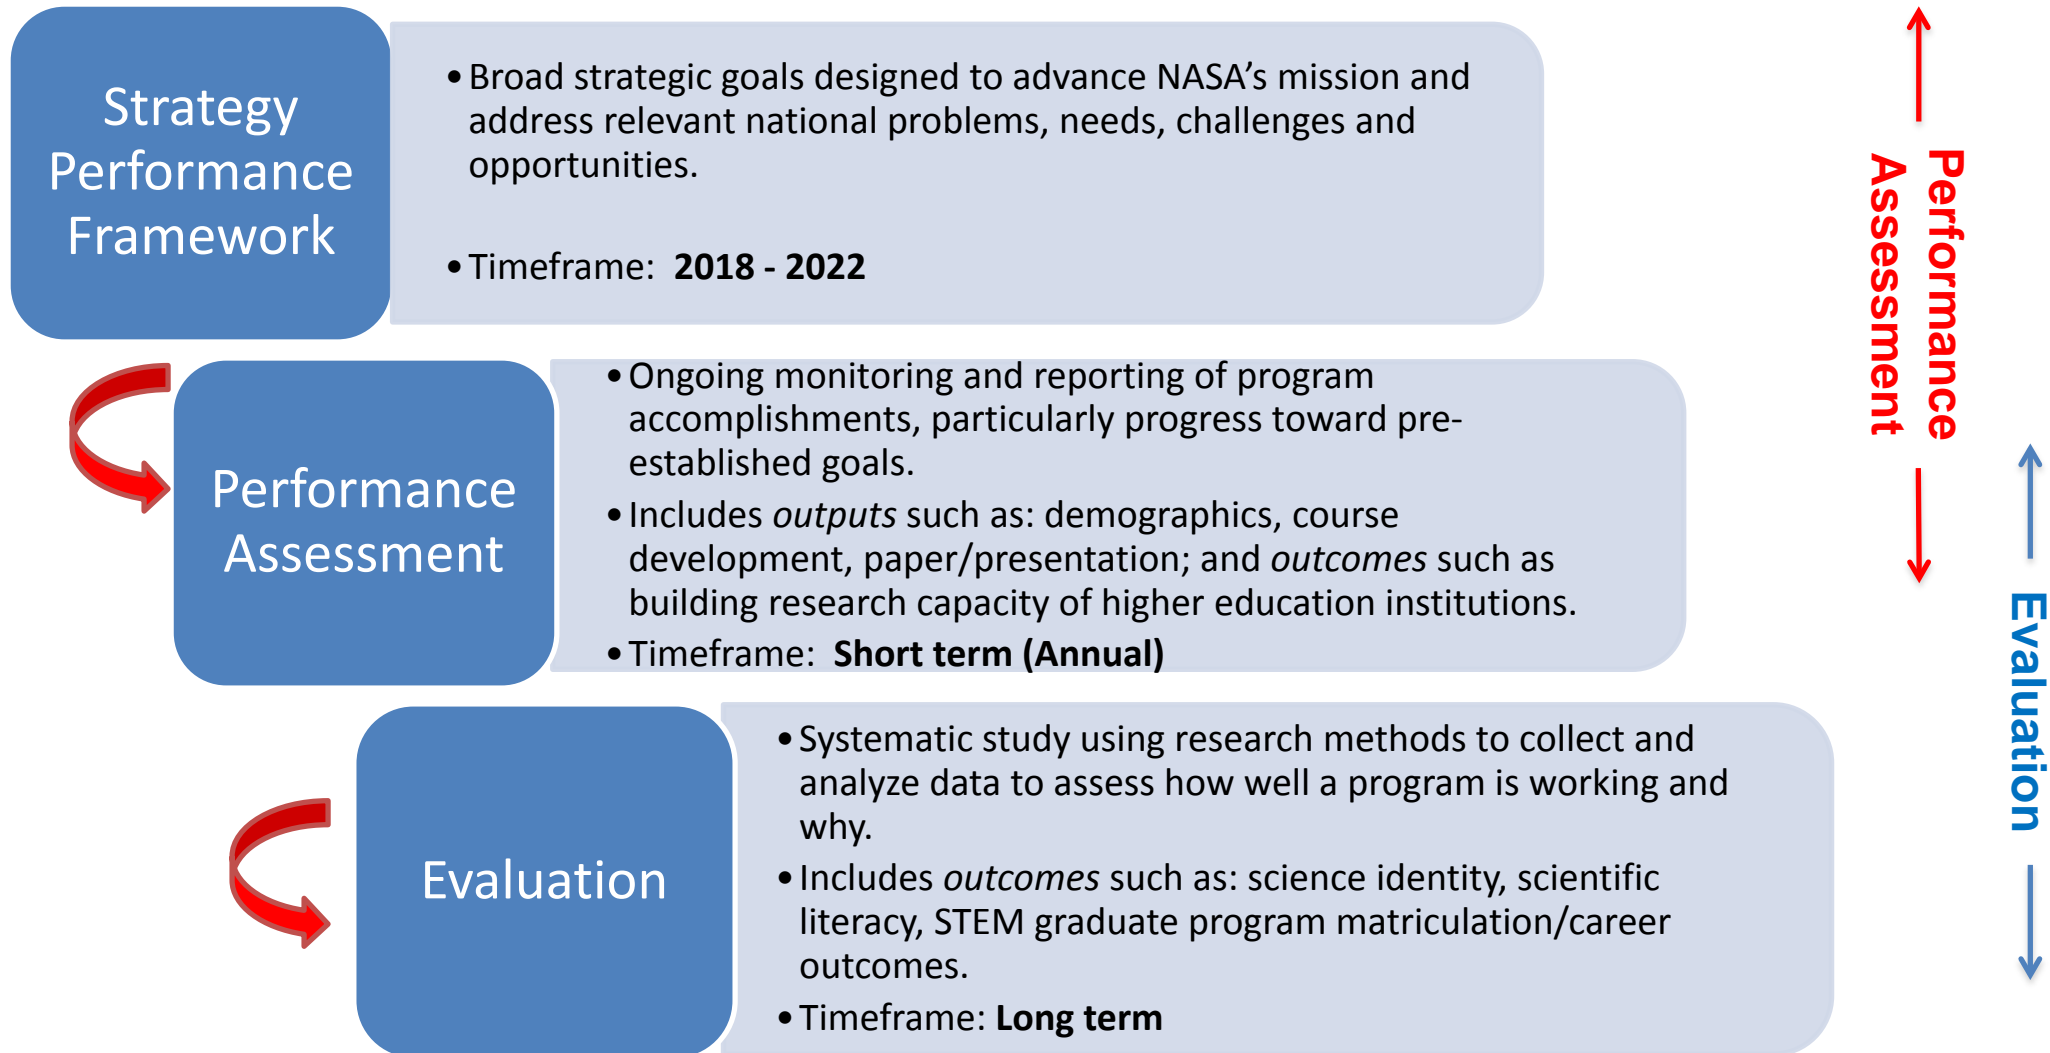 Strategy
Performance
Framework
•Broad strategic goals designed to advance NASA's mission and
address relevant national problems, needs, challenges and
opportunities.
•Timeframe: 2018 - 2022
Performance
Assessment
•Ongoing monitoring and reporting of program
accomplishments, particularly progress toward pre-
established goals.
•Includes outputs such as: demographics, course
development, paper/presentation; and outcomes such as
building research capacity of higher education institutions.
•Timeframe: Short term (Annual)
Evaluation
•Systematic study using research methods to collect and
analyze data to assess how well a program is working and
why.
•Includes outcomes such as: science identity, scientific
literacy, STEM graduate program matriculation/career
outcomes.
•Timeframe: Long term
Performance
Assessment
Evaluation